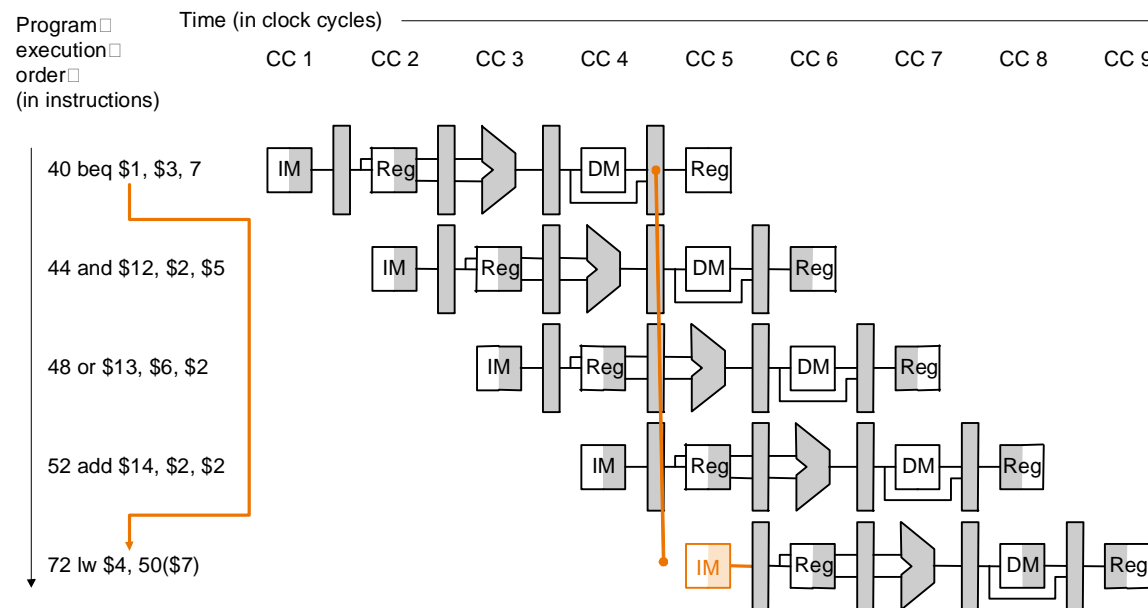 Program□
execution□
order□
(in instructions)
Time (in clock cycles)
CC 1 CC 2 CC 3 CC 4 CC 5 CC 6 CC 7 CC 8 CC 9
40 beq $1, $3, 7
IM Reg DM Reg
44 and $12, $2, $5
IM Reg DM Reg
48 or $13, $6, $2
IM Reg DM Reg
52 add $14, $2, $2
IM Reg DM Reg
72 lw $4, 50($7)
IM Reg DM Reg